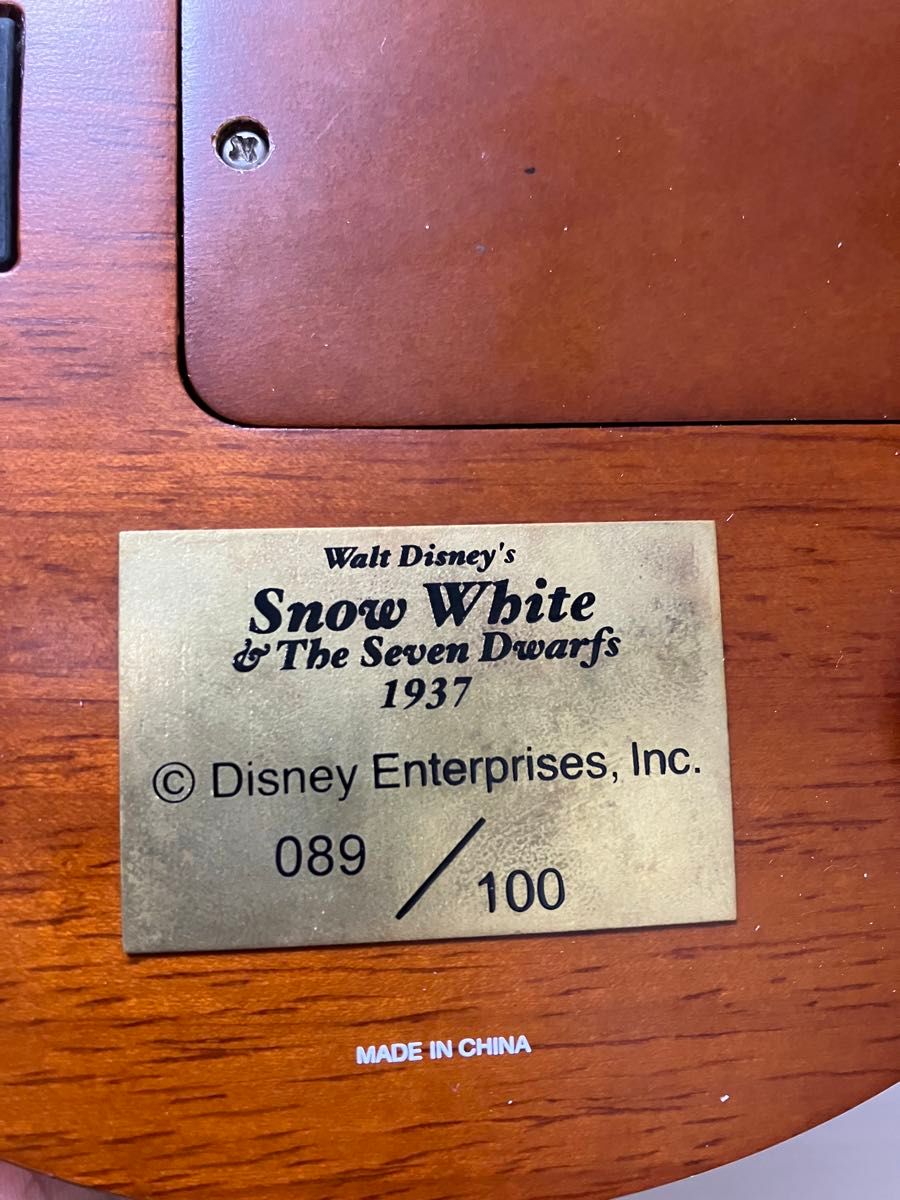 Walt Disney's
Snow White
& The Seven Dwarfs
1937
© Disney Enterprises, Inc.
089 / 100
MADE IN CHINA